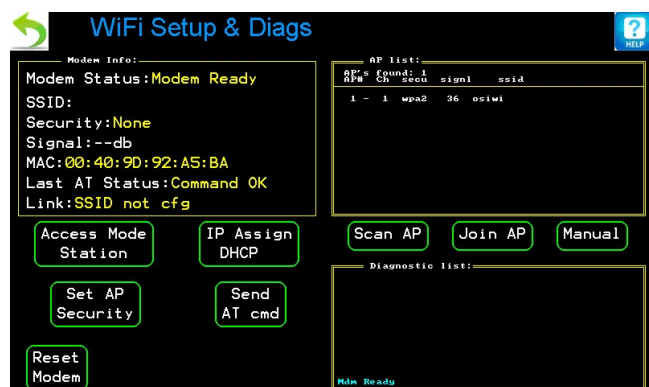 WiFi Setup & Diags
HELP
Modem Info:
Modem Status:Modem Ready
SSID:
Security:None
Signal:--db
MAC:00:40:9D:92:A5:BA
Last AT Status:Command OK
Link:SSID not cfg
AP list:
AP's found: 1
AP# Ch secu signl ssid
1 - 1 wpa2 36 osiwi
Access Mode
Station
IP Assign
DHCP
Scan AP
Join AP
Manual
Set AP
Security
Send
AT cmd
Diagnostic list:
Reset
Modem
Mdm Ready